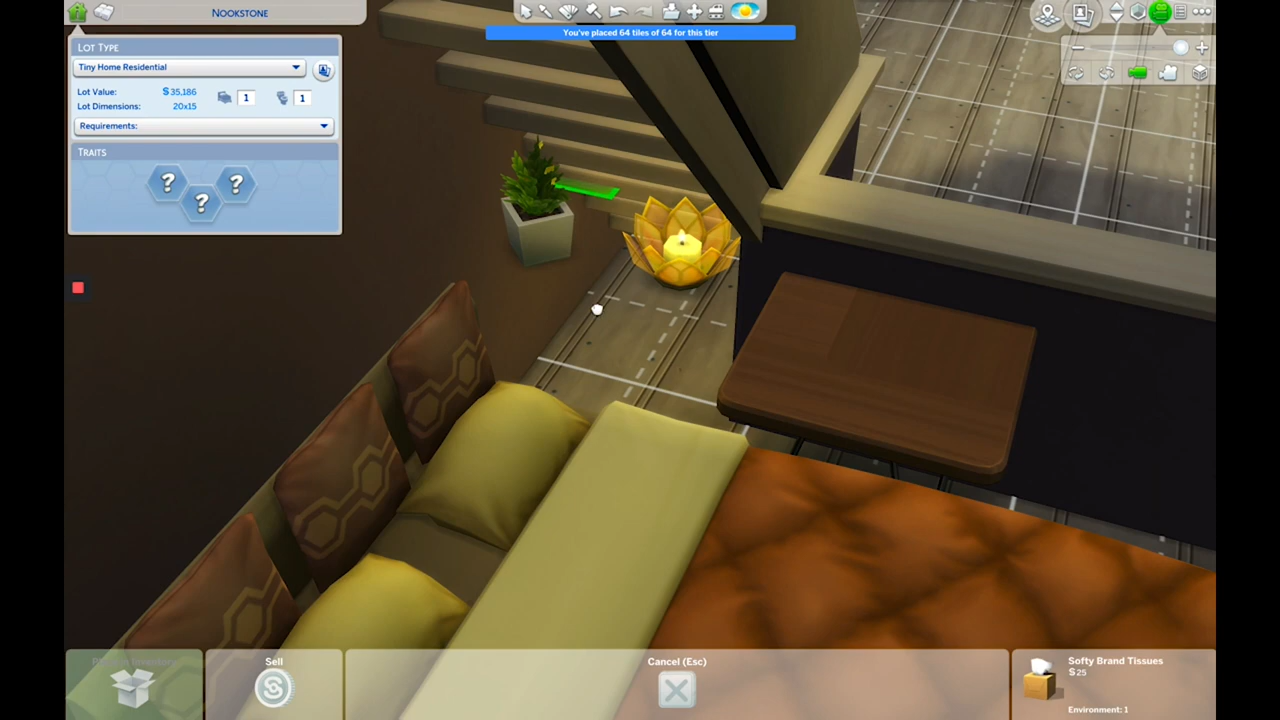 NOOKSTONE
You've placed 64 tiles of 64 for this tier
LOT TYPE
Tiny Home Residential
Lot Value: $35,186
1
1
Lot Dimensions: 20x15
Requirements:
TRAITS
? ? ?
Sell
Cancel (Esc)
Softy Brand Tissues
$25
Environment: 1